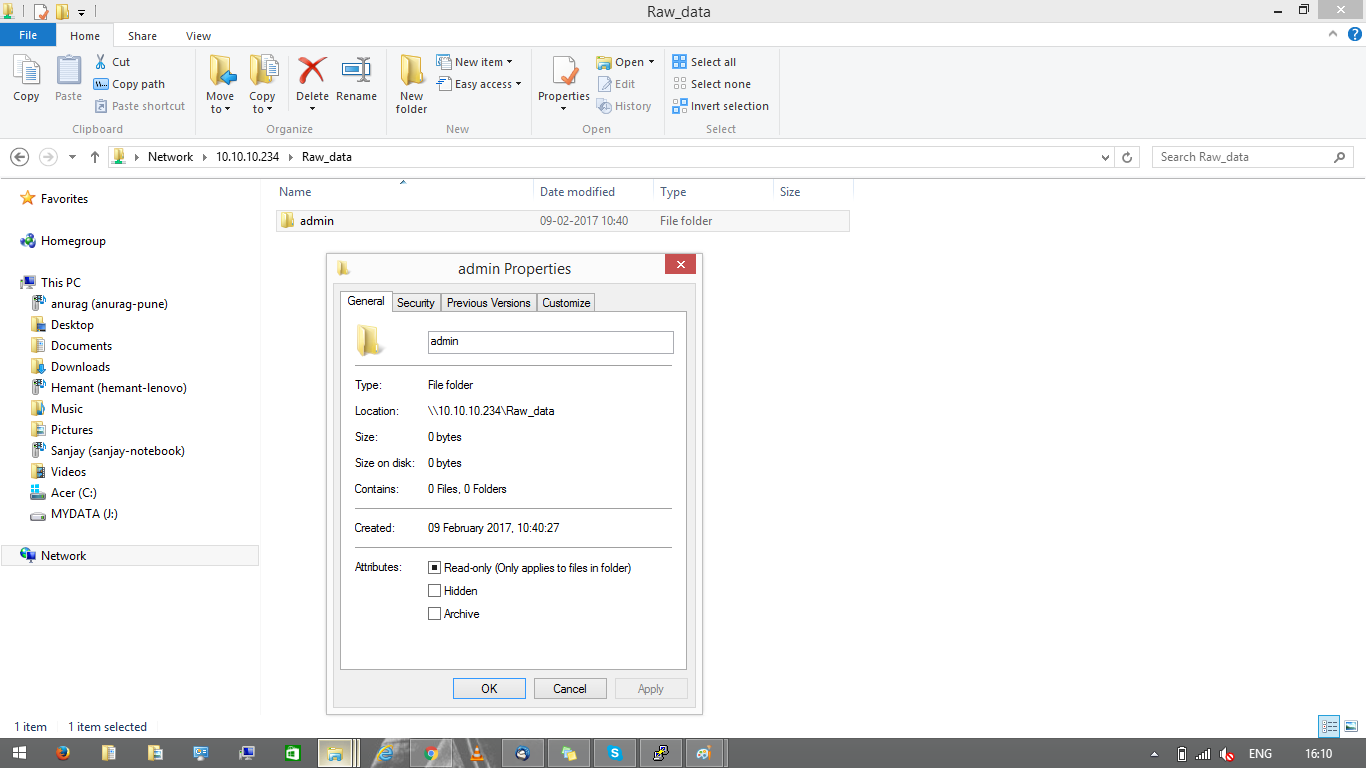 Raw_data
File Home Share View
Copy Paste Cut Copy path Paste shortcut Clipboard
Move to Copy to Delete Rename Organize
New folder New item Easy access New
Properties Open Edit History Open
Select all Select none Invert selection Select
Network 10.10.10.234 Raw_data Search Raw_data
Favorites
Homegroup
This PC
anurag (anurag-pune)
Desktop
Documents
Downloads
Hemant (hemant-lenovo)
Music
Pictures
Sanjay (sanjay-notebook)
Videos
Acer (C:)
MYDATA (J:)
Network
Name Date modified Type Size
admin 09-02-2017 10:40 File folder
admin Properties
General Security Previous Versions Customize
admin
Type: File folder
Location: \\10.10.10.234\Raw_data
Size: 0 bytes
Size on disk: 0 bytes
Contains: 0 Files, 0 Folders
Created: 09 February 2017, 10:40:27
Attributes: Read-only (Only applies to files in folder)
Hidden
Archive
OK Cancel Apply
1 item 1 item selected
ENG 16:10